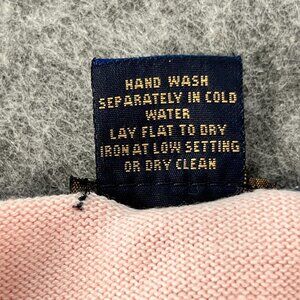 HAND WASH
SEPARATELY IN COLD
WATER
LAY FLAT TO DRY
IRON AT LOW SETTING
OR DRY CLEAN